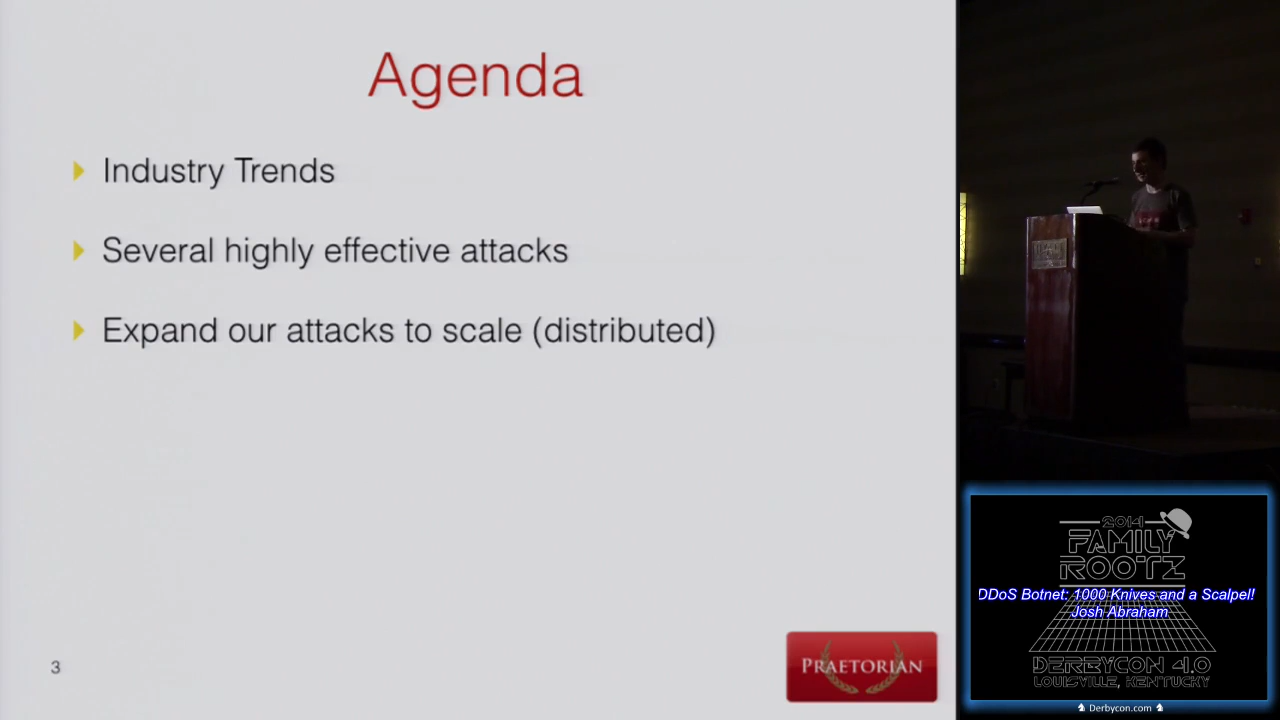 Agenda
Industry Trends
Several highly effective attacks
Expand our attacks to scale (distributed)
3
PRAETORIAN
2014
FAMILY
ROOTZ
DDoS Botnet: 1000 Knives and a Scalpel!
Josh Abraham
DERBYCON 4.0
LOUISVILLE, KENTUCKY
Derbycon.com